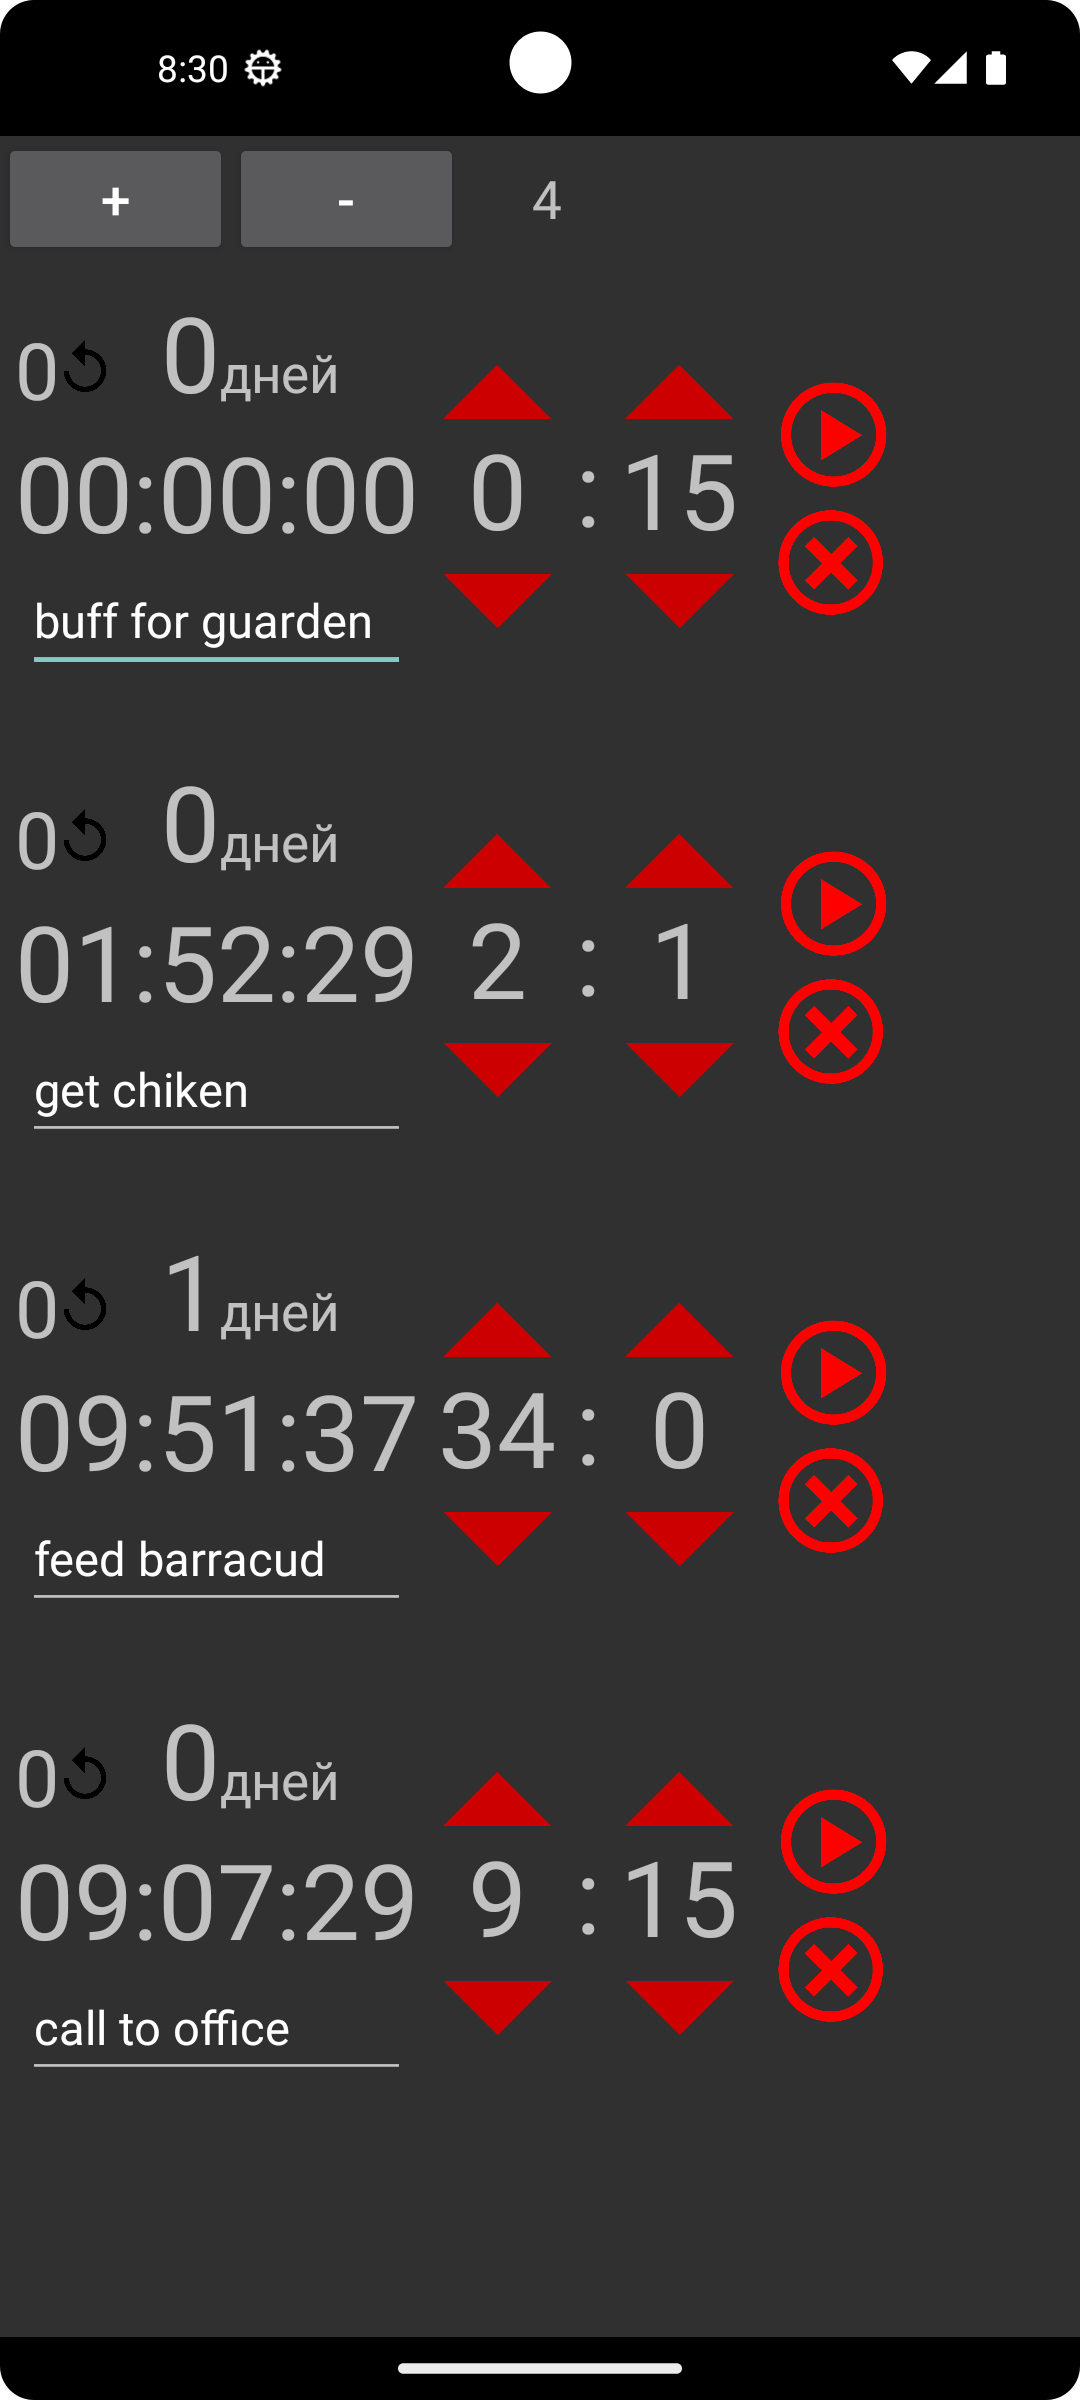 8:30
+ - 4
0 0дней
00:00:00 0 : 15
buff for guarden
0 0дней
01:52:29 2 : 1
get chiken
0 1дней
09:51:37 34 : 0
feed barracud
0 0дней
09:07:29 9 : 15
call to office